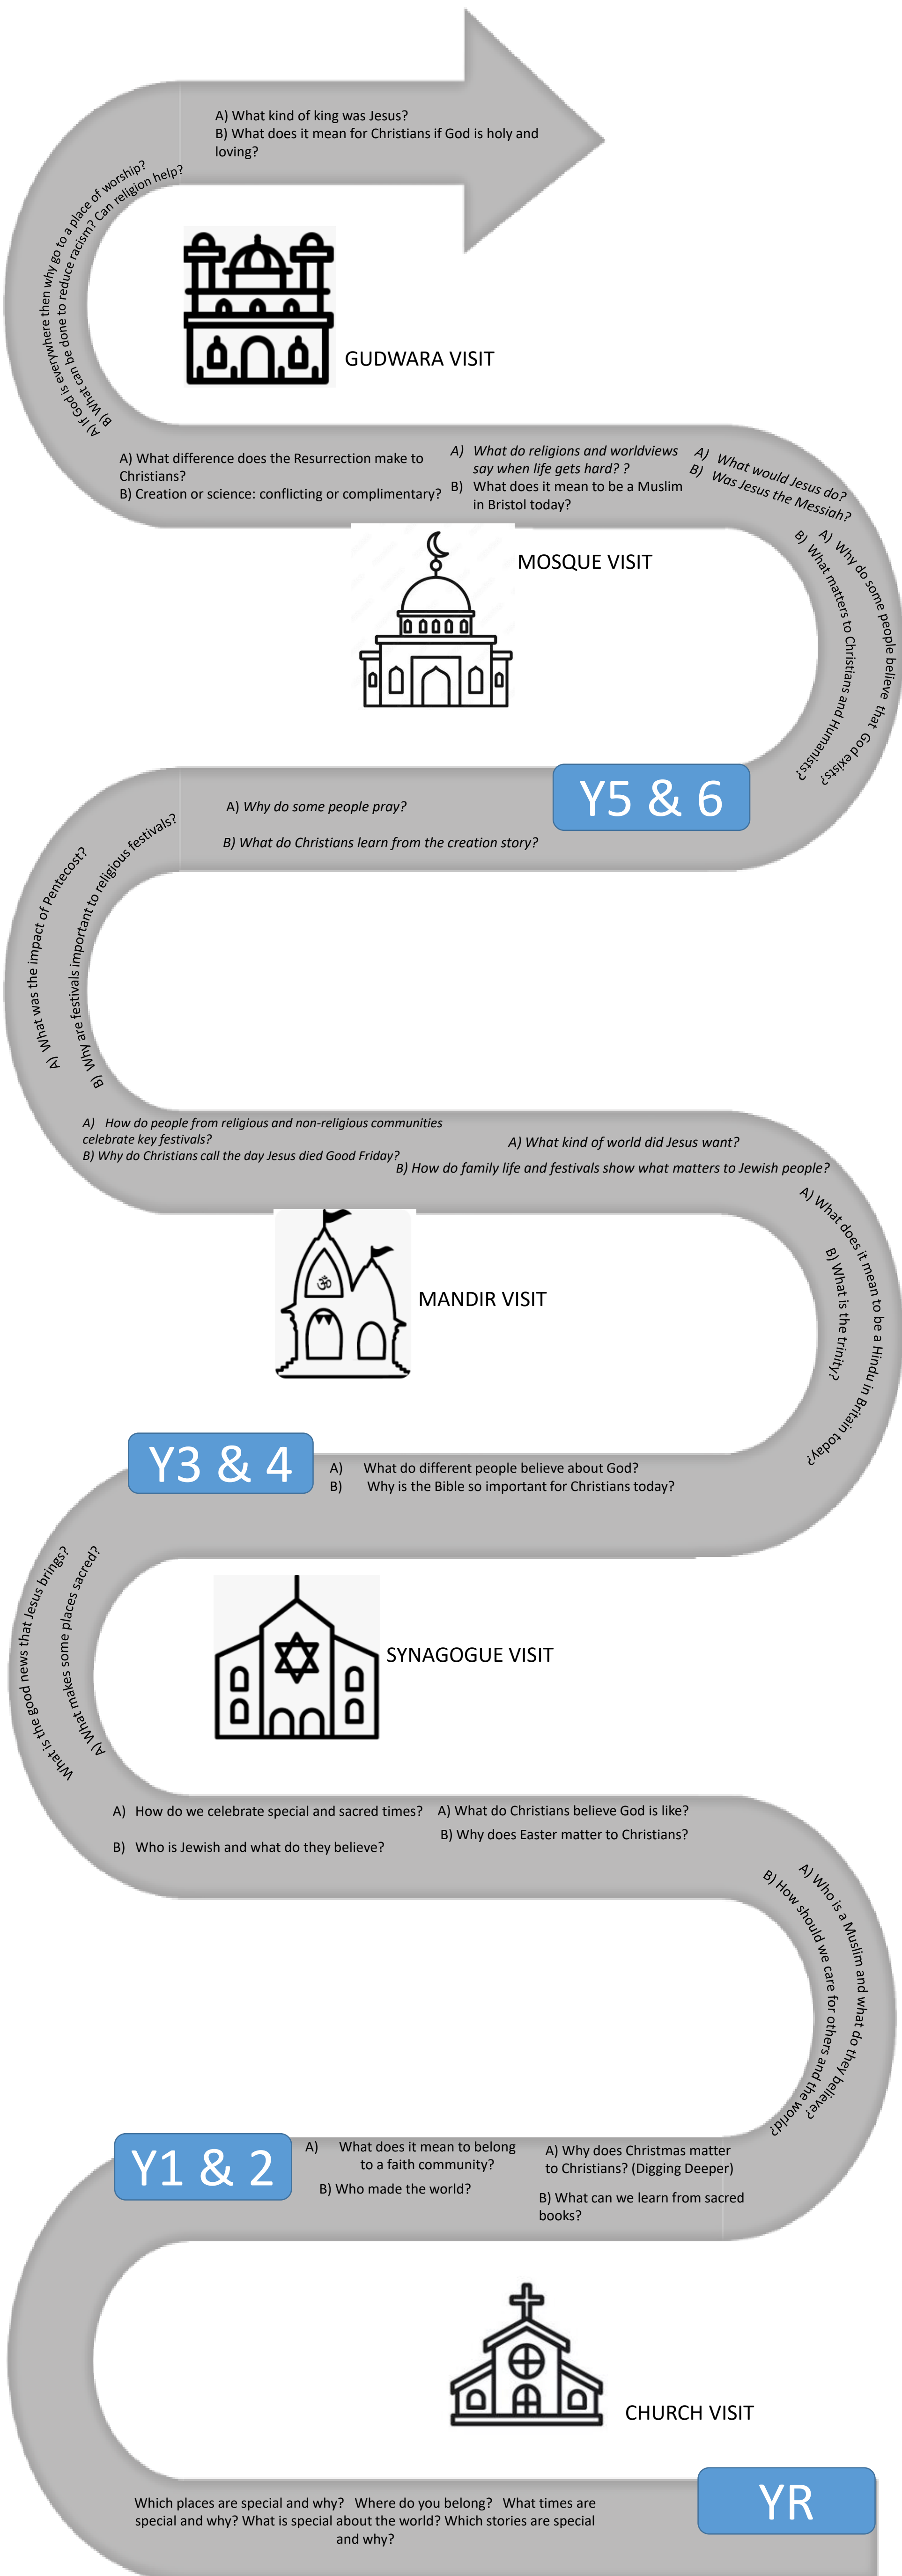 A) What kind of king was Jesus?
B) What does it mean for Christians if God is holy and
loving?
A) If God is everywhere then why go to a place of worship?
B) What can be done to reduce racism? Can religion help?
GUDWARA VISIT
A) What difference does the Resurrection make to
Christians?
B) Creation or science: conflicting or complimentary?
A) What do religions and worldviews
say when life gets hard? ?
B) What does it mean to be a Muslim
in Bristol today?
A) What would Jesus do?
B) Was Jesus the Messiah?
MOSQUE VISIT
A) Why do some people believe that God exists?
B) What matters to Christians and Humanists?
Y5 & 6
A) Why do some people pray?
B) What do Christians learn from the creation story?
A) What was the impact of Pentecost?
B) Why are festivals important to religious festivals?
A) How do people from religious and non-religious communities
celebrate key festivals?
B) Why do Christians call the day Jesus died Good Friday?
A) What kind of world did Jesus want?
B) How do family life and festivals show what matters to Jewish people?
A) What does it mean to be a Hindu in Britain today?
B) What is the trinity?
ॐ
MANDIR VISIT
Y3 & 4
A) What do different people believe about God?
B) Why is the Bible so important for Christians today?
What is the good news that Jesus brings?
A) What makes some places sacred?
SYNAGOGUE VISIT
A) How do we celebrate special and sacred times?
B) Who is Jewish and what do they believe?
A) What do Christians believe God is like?
B) Why does Easter matter to Christians?
A) Who is a Muslim and what do they believe?
B) How should we care for others and the world?
Y1 & 2
A) What does it mean to belong
to a faith community?
B) Who made the world?
A) Why does Christmas matter
to Christians? (Digging Deeper)
B) What can we learn from sacred
books?
CHURCH VISIT
YR
Which places are special and why? Where do you belong? What times are
special and why? What is special about the world? Which stories are special
and why?